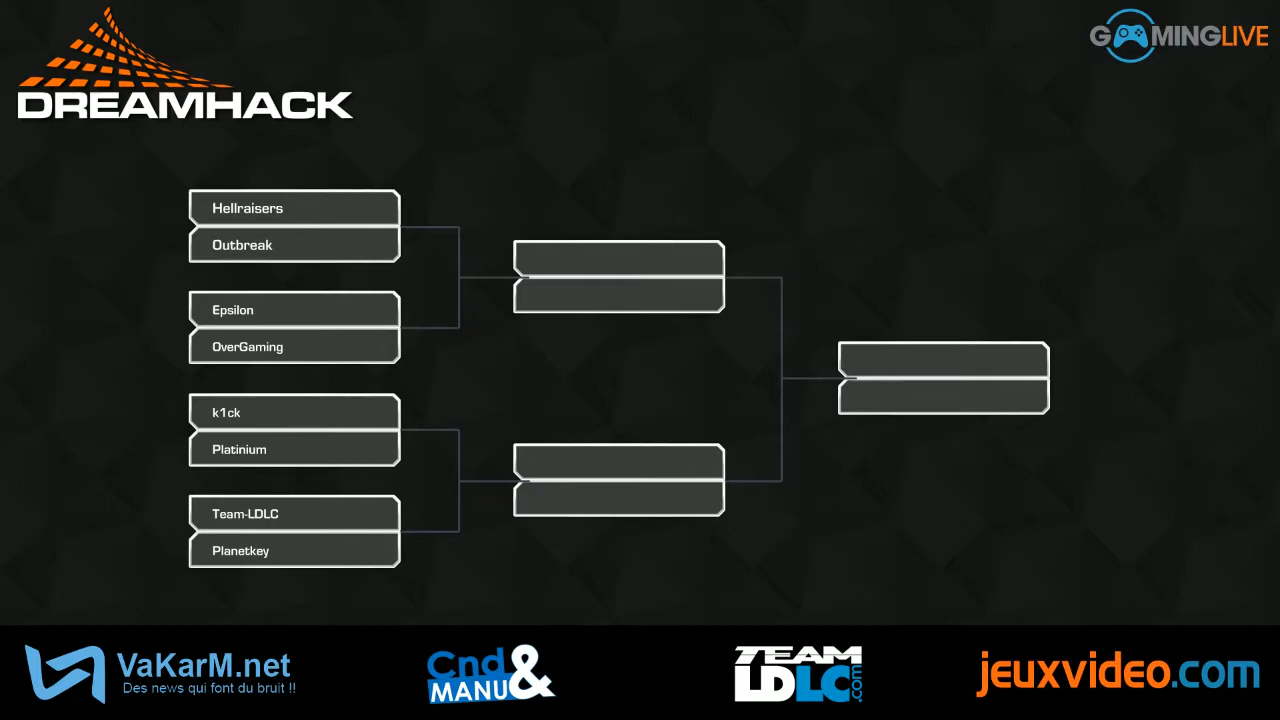 GAMINGLIVE
DREAMHACK
Hellraisers
Outbreak
Epsilon
OverGaming
k1ck
Platinium
Team-LDLC
Planetkey
VaKarM.net
Des news qui font du bruit !!
Cnd
MANU&
TEAM
LDLC.com
jeuxvideo.com